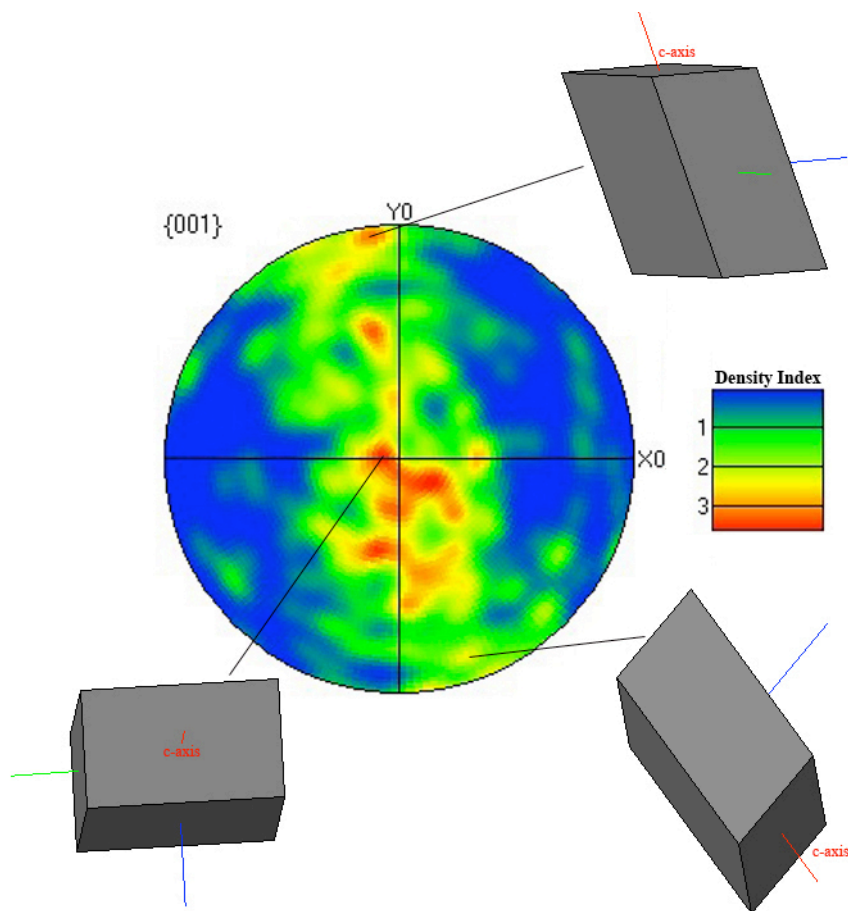 c-axis
{001}
Y0
X0
Density Index
1
2
3
c-axis
c-axis